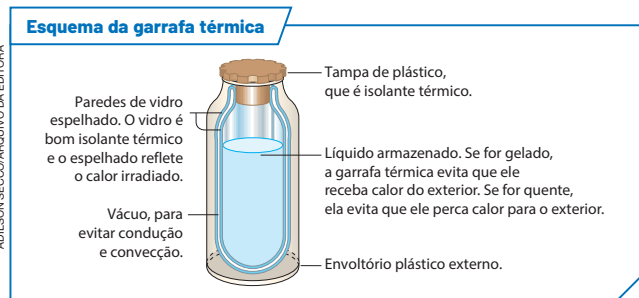 Esquema da garrafa térmica
ADILSON SECCO/ARQUIVO DA EDITORA
Paredes de vidro
espelhado. O vidro é
bom isolante térmico
e o espelhado reflete
o calor irradiado.
Vácuo, para
evitar condução
e convecção.
Tampa de plástico,
que é isolante térmico.
Líquido armazenado. Se for gelado,
a garrafa térmica evita que ele
receba calor do exterior. Se for quente,
ela evita que ele perca calor para o exterior.
Envoltório plástico externo.